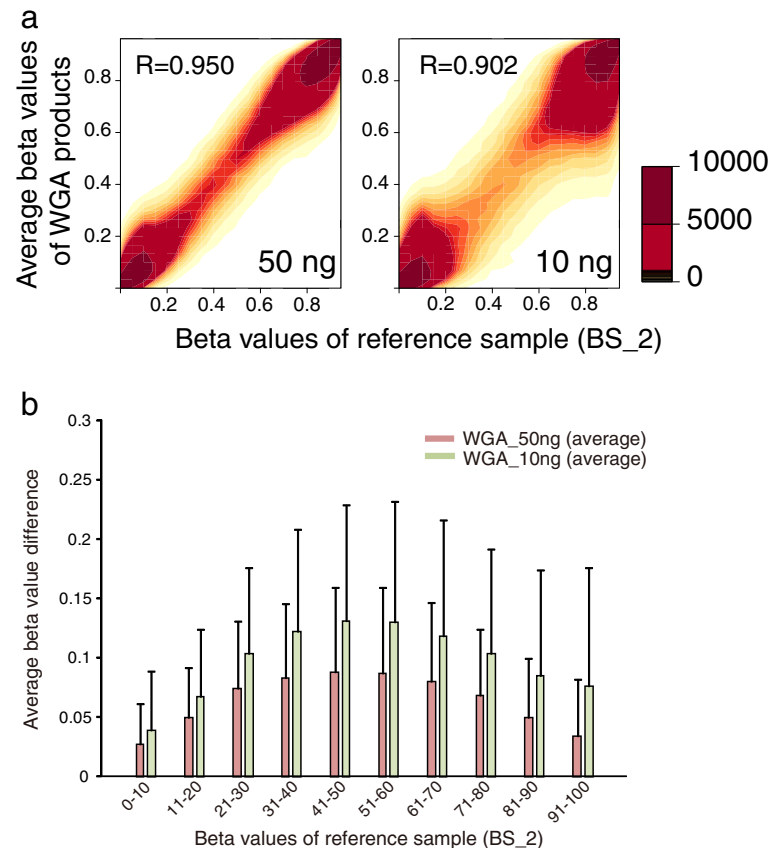 a
Average beta values
of WGA products
R=0.950
50 ng
0.8
0.6
0.4
0.2
0.2 0.4 0.6 0.8
R=0.902
10 ng
0.8
0.6
0.4
0.2
0.2 0.4 0.6 0.8
10000
5000
0
Beta values of reference sample (BS_2)
b
Average beta value difference
0.3
0.25
0.2
0.15
0.1
0.05
0
WGA_50ng (average)
WGA_10ng (average)
0-10 11-20 21-30 31-40 41-50 51-60 61-70 71-80 81-90 91-100
Beta values of reference sample (BS_2)